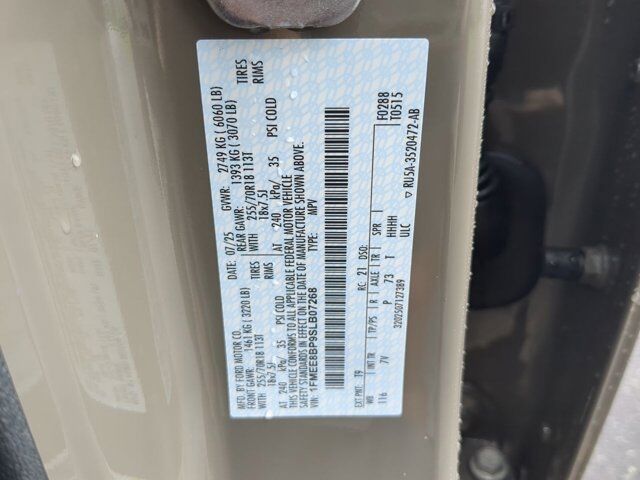 MFD. BY FORD MOTOR CO.
DATE: 07/25 GVWR: 2749 KG ( 6060 LB)
FRONT GAWR: 1461 KG ( 3220 LB) REAR GAWR: 1393 KG ( 3070 LB)
WITH 255/70R18 113T WITH 255/70R18 113T TIRES
18x7.5J RIMS 18x7.5J RIMS
AT 240 kPa/ 35 PSI COLD AT 240 kPa/ 35 PSI COLD
THIS VEHICLE CONFORMS TO ALL APPLICABLE FEDERAL MOTOR VEHICLE
SAFETY STANDARDS IN EFFECT ON THE DATE OF MANUFACTURE SHOWN ABOVE.
VIN: 1FMEE8BP9SLB07268
TYPE: MPV
F0288
T0515
EXT PNT: T9 RC: 21 DSO:
WB INT TR TP/PS R AXLE TR SPR
116 7V P 73 T HHHH
ULC
3202507127389
▽ RU5A-3520472-AB